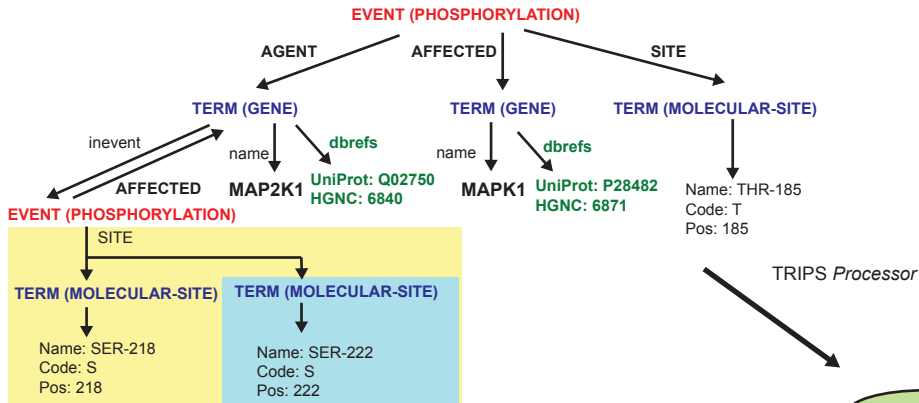 EVENT (PHOSPHORYLATION)
AGENT
AFFECTED
SITE
TERM (GENE)
TERM (GENE)
TERM (MOLECULAR-SITE)
inevent
AFFECTED
name
dbrefs
name
dbrefs
MAP2K1
UniProt: Q02750
HGNC: 6840
MAPK1
UniProt: P28482
HGNC: 6871
Name: THR-185
Code: T
Pos: 185
EVENT (PHOSPHORYLATION)
SITE
TERM (MOLECULAR-SITE)
TERM (MOLECULAR-SITE)
Name: SER-218
Code: S
Pos: 218
Name: SER-222
Code: S
Pos: 222
TRIPS Processor